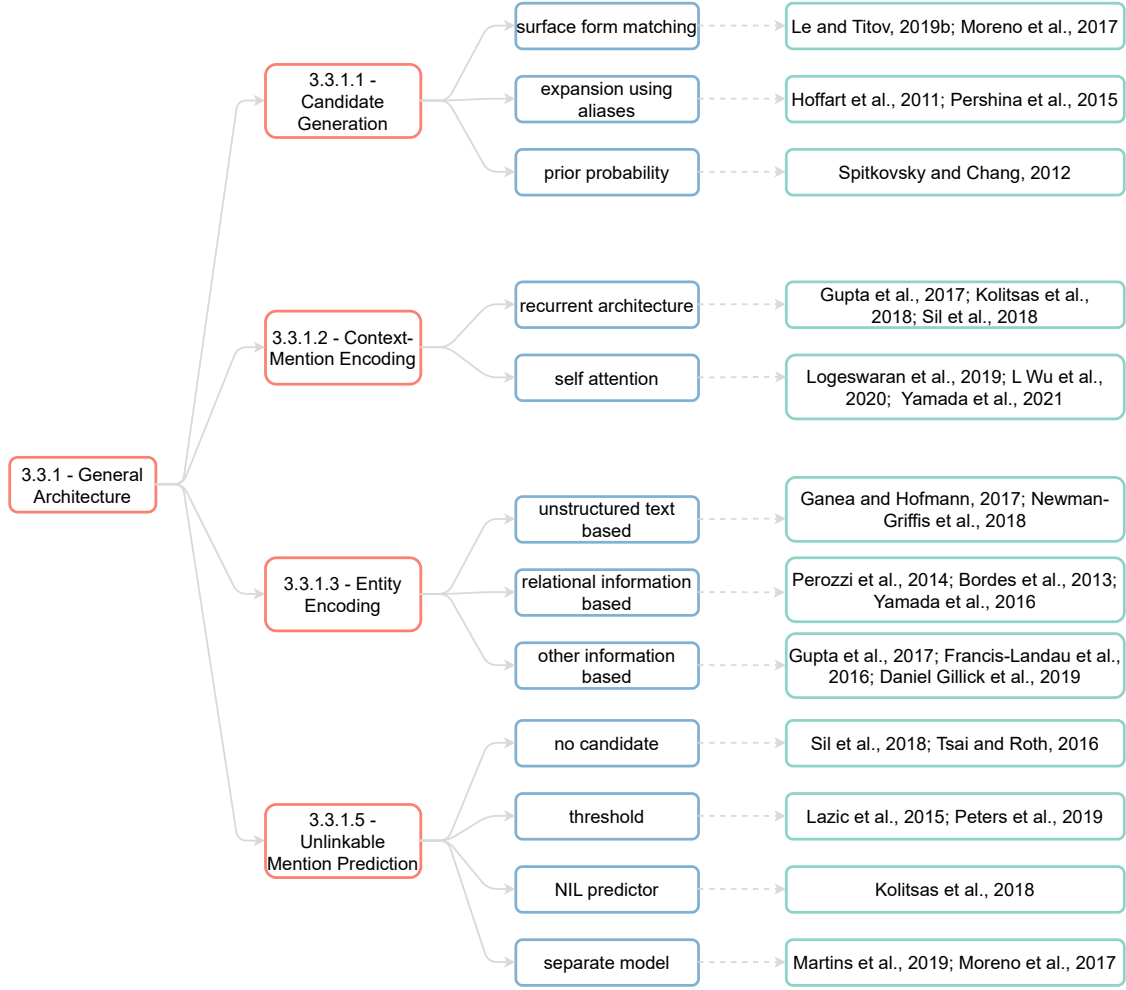 surface form matching
Le and Titov, 2019b; Moreno et al., 2017
3.3.1.1 -
Candidate
Generation
expansion using
aliases
Hoffart et al., 2011; Pershina et al., 2015
prior probability
Spitkovsky and Chang, 2012
3.3.1.2 - Context-
Mention Encoding
recurrent architecture
Gupta et al., 2017; Kolitsas et al.,
2018; Sil et al., 2018
self attention
Logeswaran et al., 2019; L Wu et al.,
2020; Yamada et al., 2021
3.3.1 - General
Architecture
3.3.1.3 - Entity
Encoding
unstructured text
based
Ganea and Hofmann, 2017; Newman-
Griffis et al., 2018
relational information
based
Perozzi et al., 2014; Bordes et al., 2013;
Yamada et al., 2016
other information
based
Gupta et al., 2017; Francis-Landau et al.,
2016; Daniel Gillick et al., 2019
3.3.1.5 -
Unlinkable
Mention Prediction
no candidate
Sil et al., 2018; Tsai and Roth, 2016
threshold
Lazic et al., 2015; Peters et al., 2019
NIL predictor
Kolitsas et al., 2018
separate model
Martins et al., 2019; Moreno et al., 2017